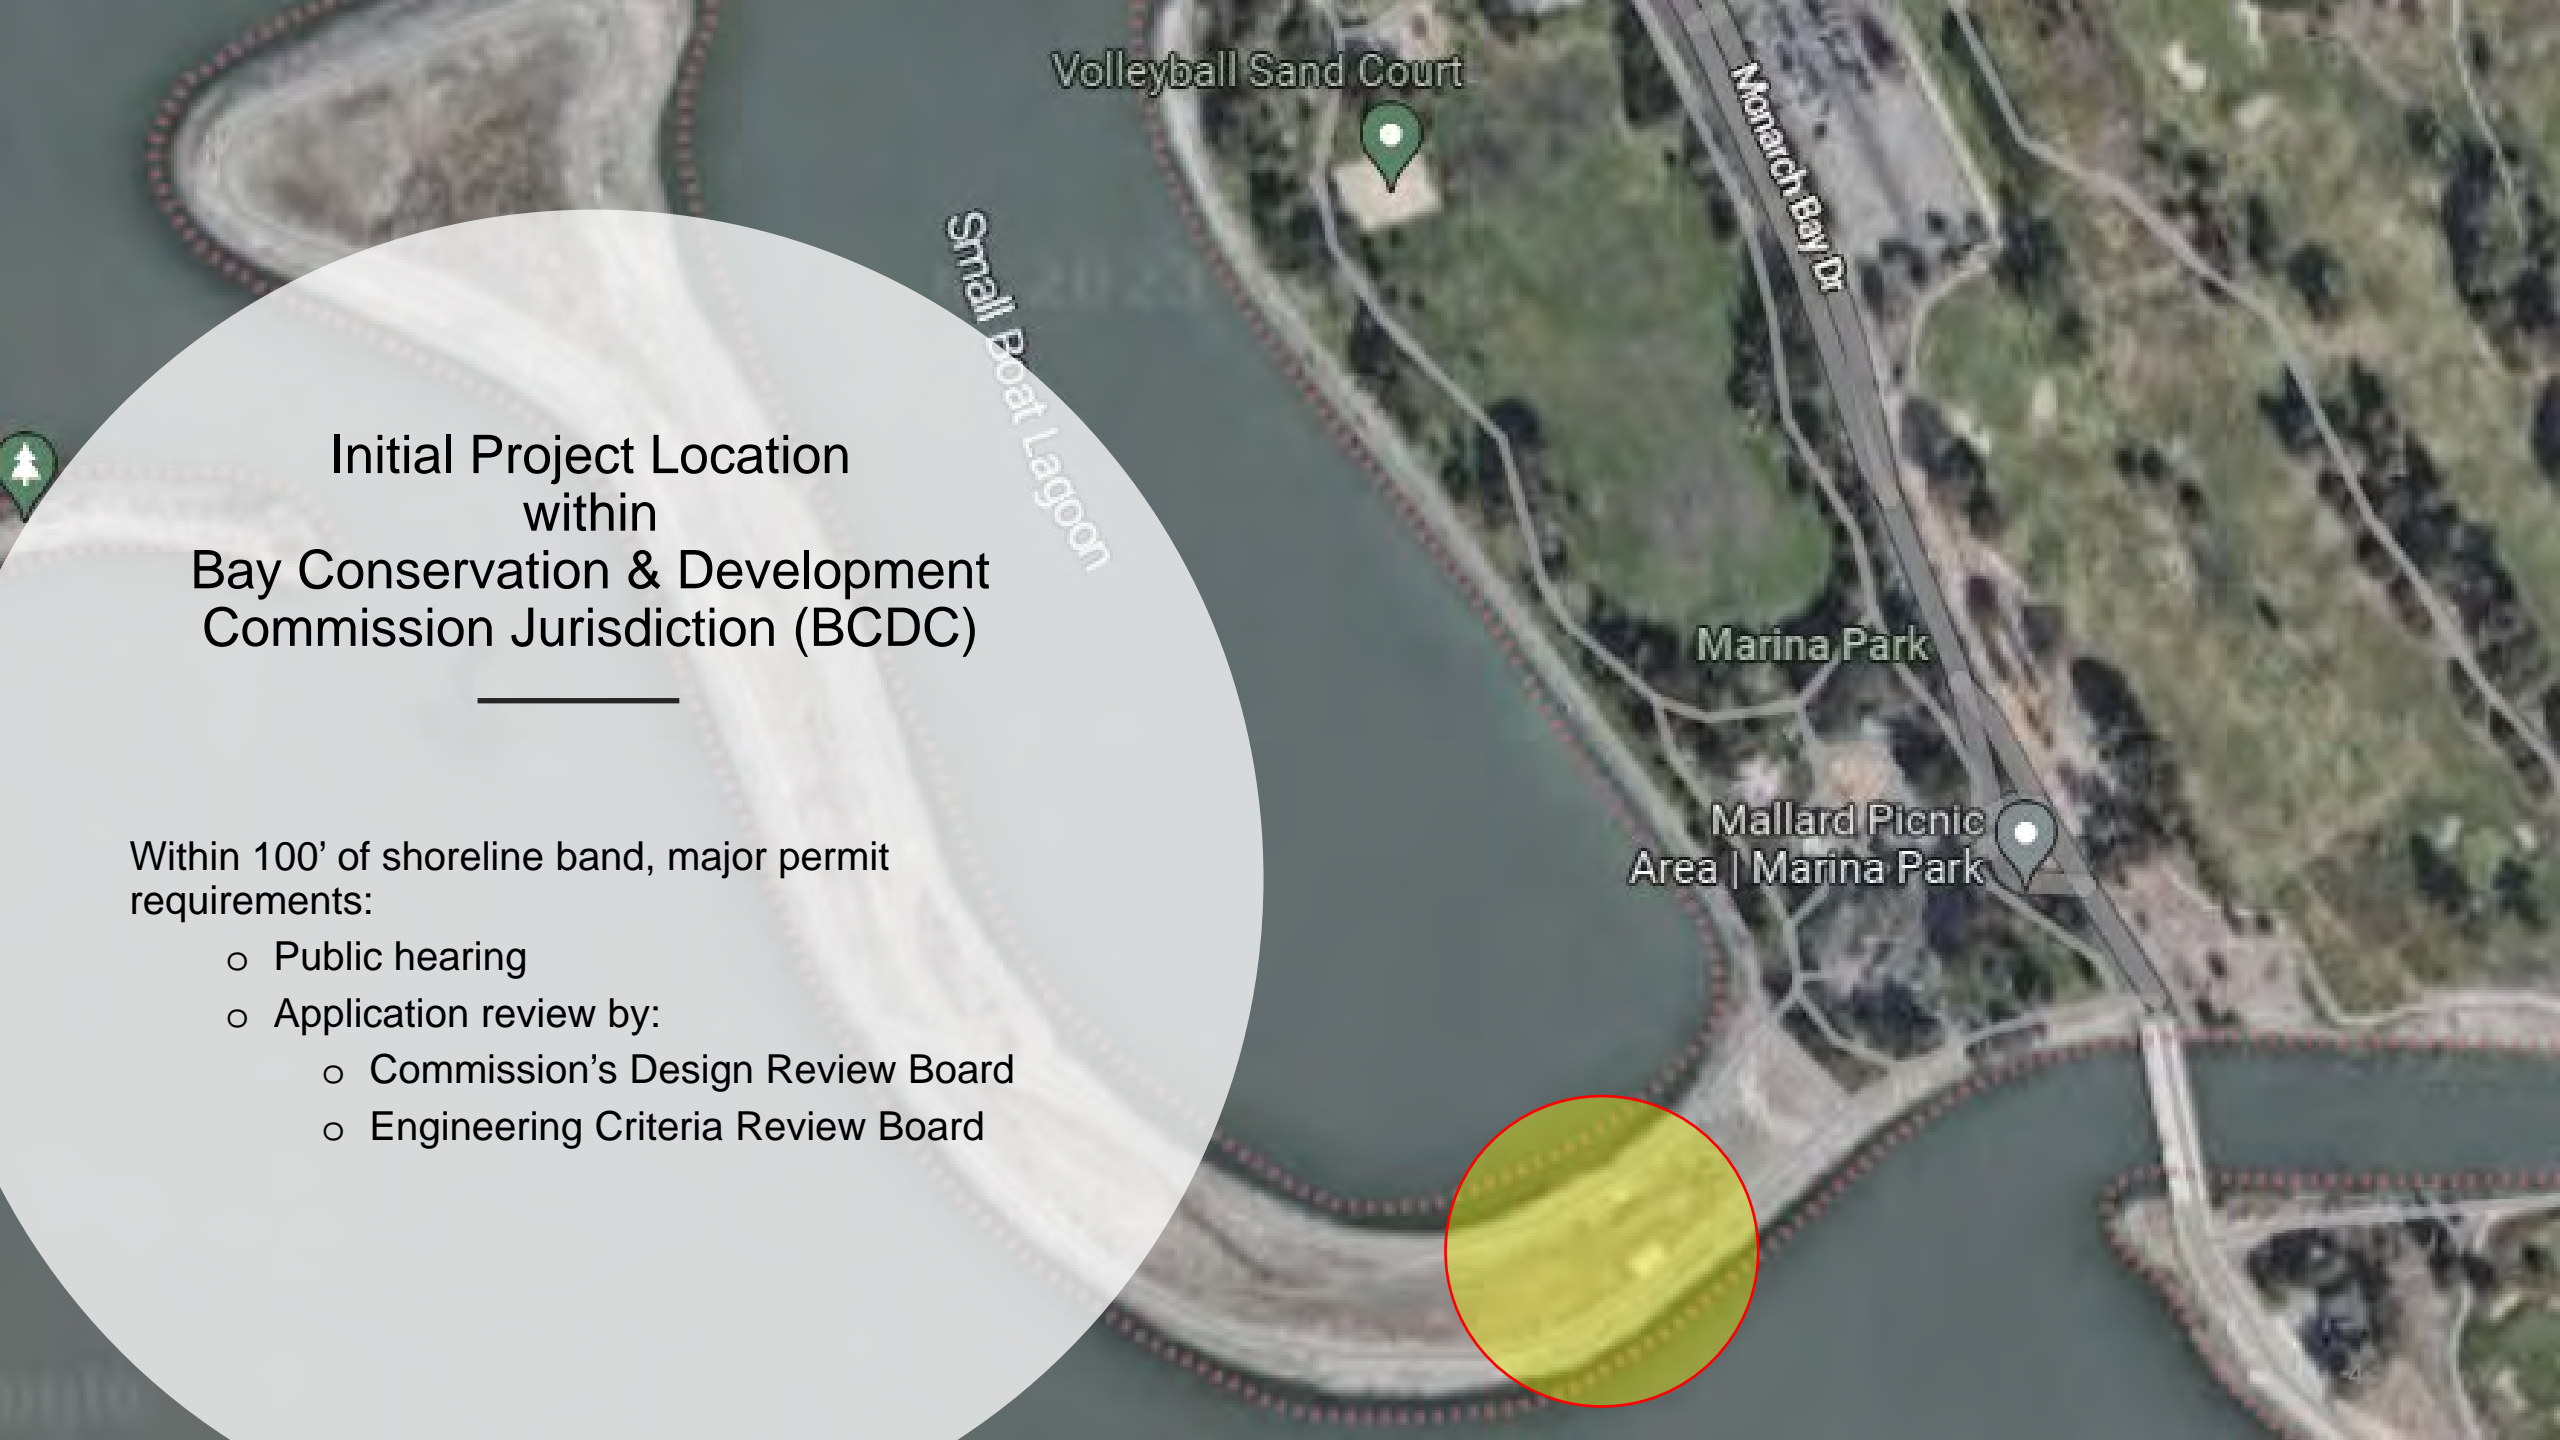 Volleyball Sand Court
Monarch Bay Dr
Small Boat Lagoon
Initial Project Location
within
Bay Conservation & Development
Commission Jurisdiction (BCDC)
Marina Park
Mallard Picnic
Area | Marina Park
Within 100’ of shoreline band, major permit
requirements:
o Public hearing
o Application review by:
o Commission’s Design Review Board
o Engineering Criteria Review Board
4